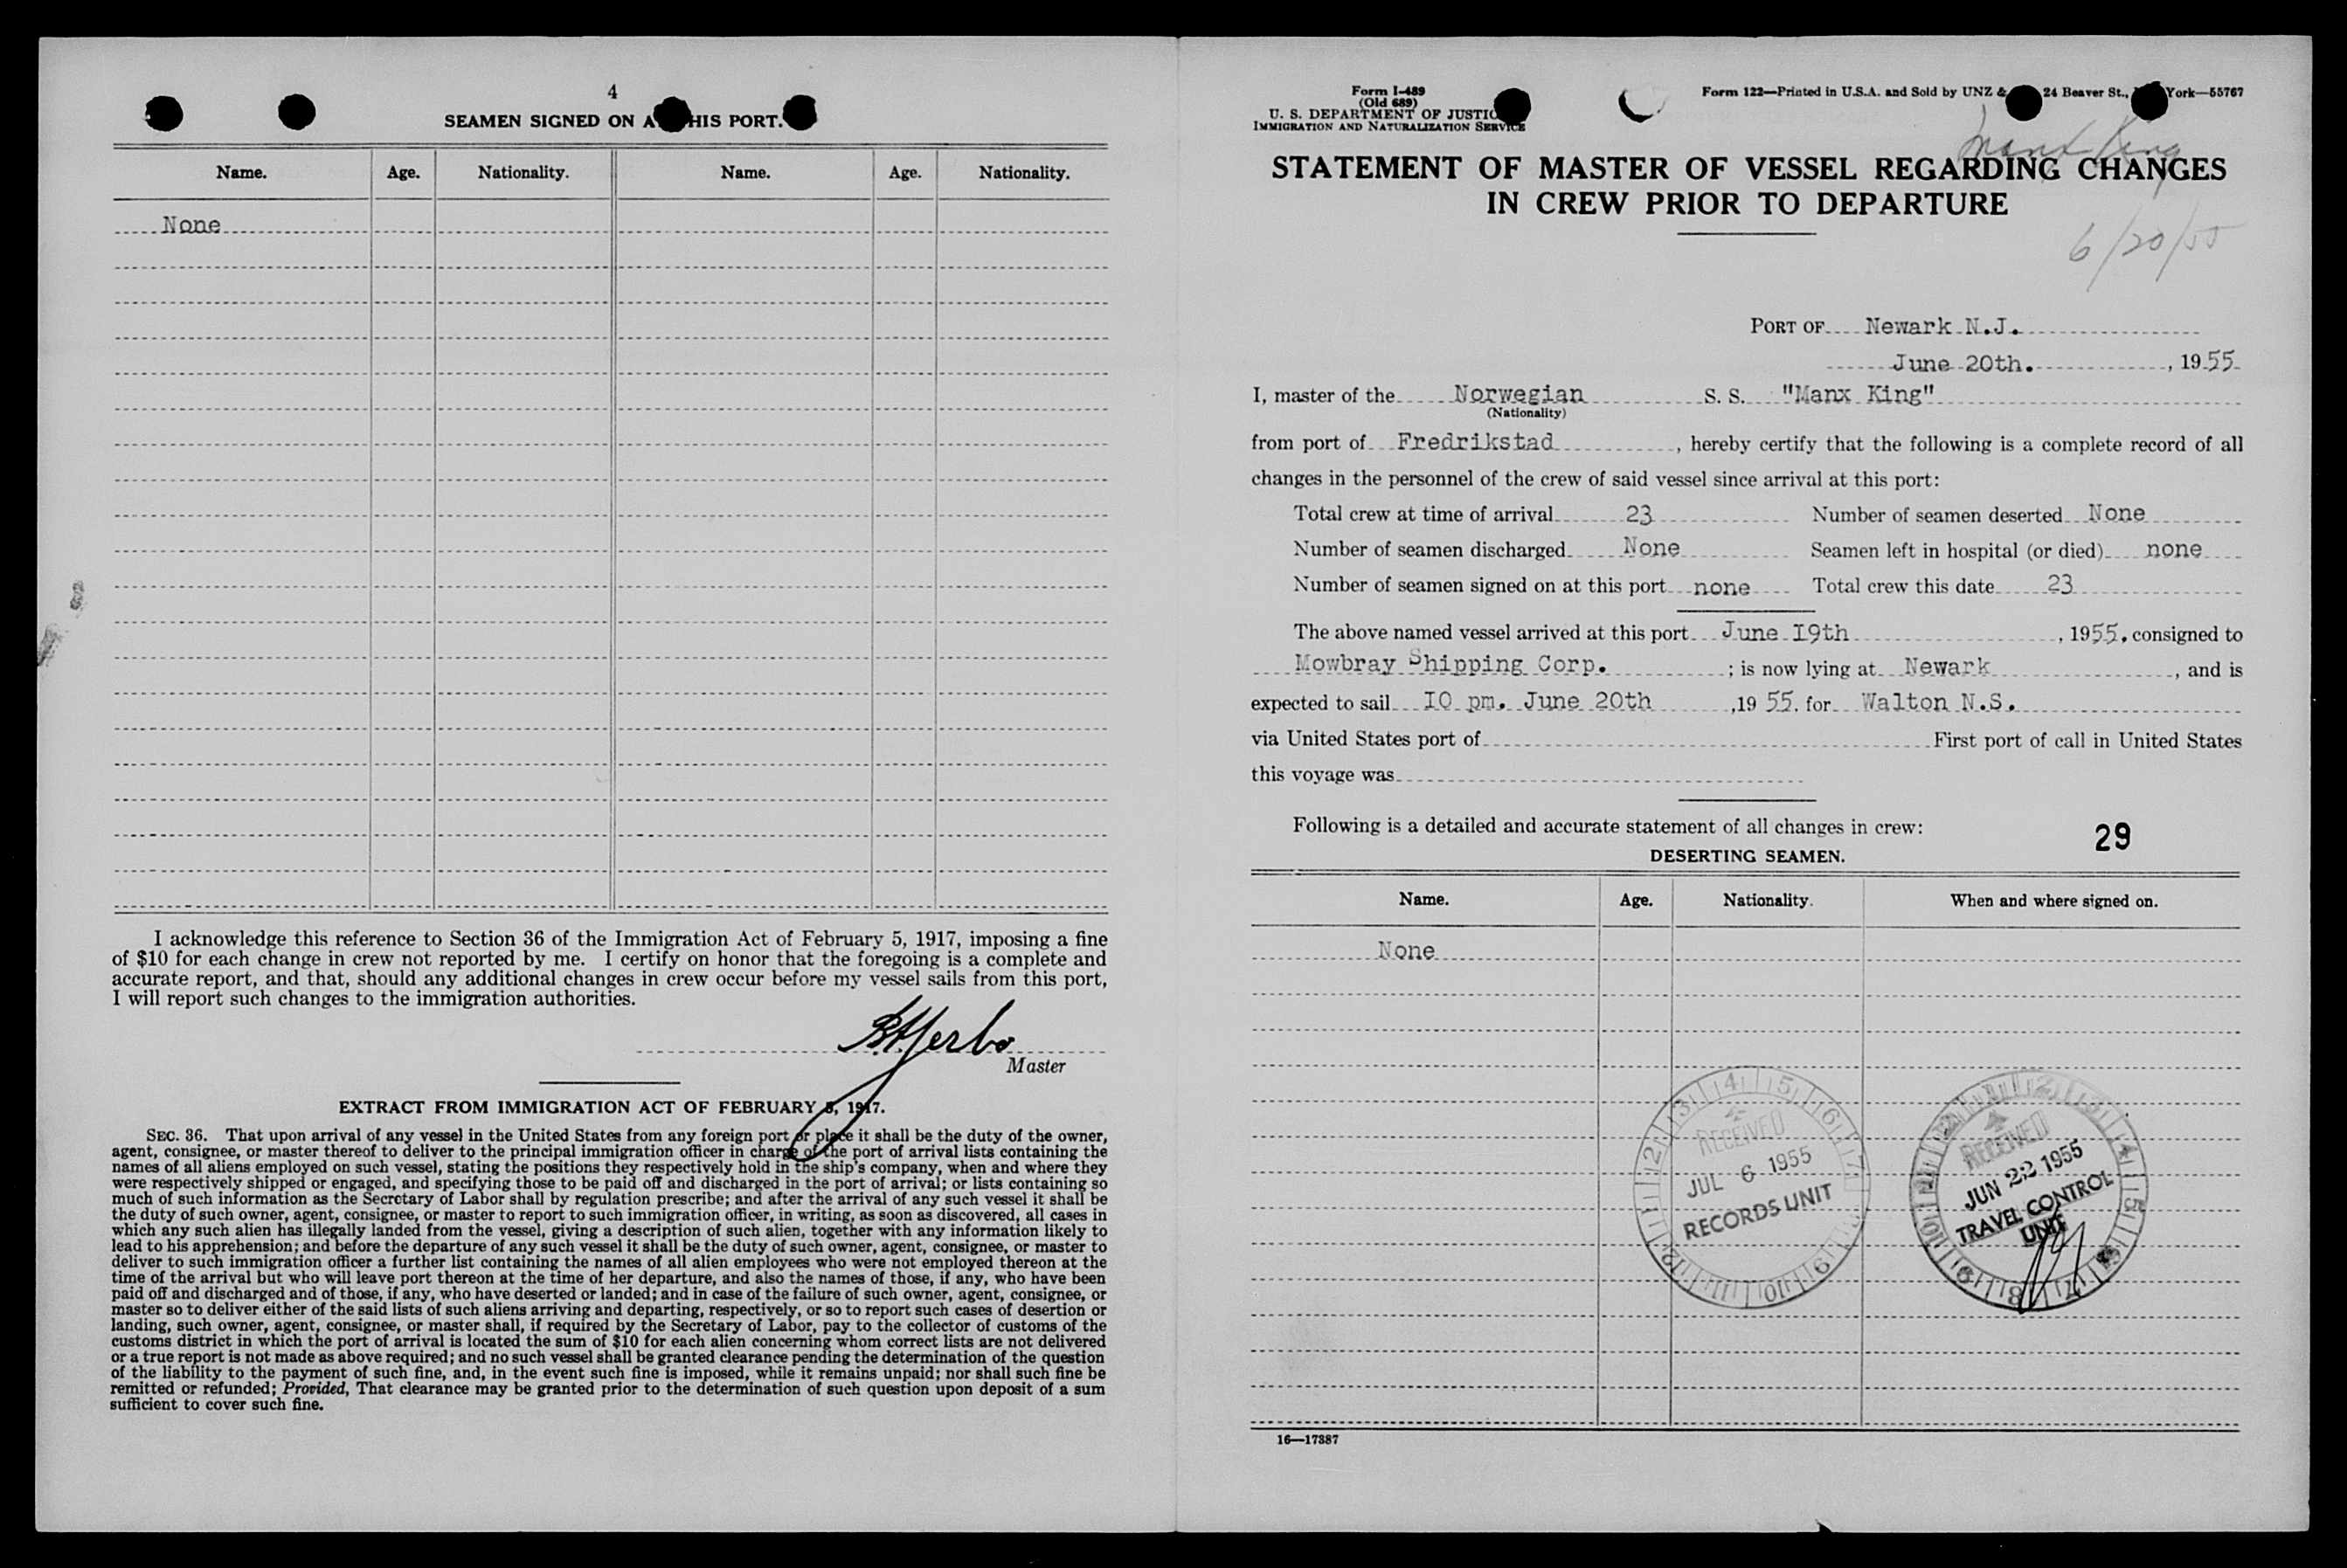 4
SEAMEN SIGNED ON A HIS PORT.
Name. Age. Nationality. Name. Age. Nationality.
None
I acknowledge this reference to Section 36 of the Immigration Act of February 5, 1917, imposing a fine
of $10 for each change in crew not reported by me. I certify on honor that the foregoing is a complete and
accurate report, and that, should any additional changes in crew occur before my vessel sails from this port,
I will report such changes to the immigration authorities.
Master
EXTRACT FROM IMMIGRATION ACT OF FEBRUARY 5, 1917.
SEC. 36. That upon arrival of any vessel in the United States from any foreign port or place it shall be the duty of the owner,
agent, consignee, or master thereof to deliver to the principal immigration officer in charge of the port of arrival lists containing the
names of all aliens employed on such vessel, stating the positions they respectively hold in the ship's company, when and where they
were respectively shipped or engaged, and specifying those to be paid off and discharged in the port of arrival; or lists containing so
much of such information as the Secretary of Labor shall by regulation prescribe; and after the arrival of any such vessel it shall be
the duty of such owner, agent, consignee, or master to report to such immigration officer, in writing, as soon as discovered, all cases in
which any such alien has illegally landed from the vessel, giving a description of such alien, together with any information likely to
lead to his apprehension; and before the departure of any such vessel it shall be the duty of such owner, agent, consignee, or master to
deliver to such immigration officer a further list containing the names of all alien employees who were not employed thereon at the
time of the arrival but who will leave port thereon at the time of her departure, and also the names of those, if any, who have been
paid off and discharged and of those, if any, who have deserted or landed; and in case of the failure of such owner, agent, consignee, or
master so to deliver either of the said lists of such aliens arriving and departing, respectively, or so to report such cases of desertion or
landing, such owner, agent, consignee, or master shall, if required by the Secretary of Labor, pay to the collector of customs of the
customs district in which the port of arrival is located the sum of $10 for each alien concerning whom correct lists are not delivered
or a true report is not made as above required; and no such vessel shall be granted clearance pending the determination of the question
of the liability to the payment of such fine, and, in the event such fine is imposed, while it remains unpaid; nor shall such fine be
remitted or refunded; Provided, That clearance may be granted prior to the determination of such question upon deposit of a sum
sufficient to cover such fine.
Form I-489
(Old 689)
U. S. DEPARTMENT OF JUSTIC
IMMIGRATION AND NATURALIZATION SERVICE
Form 122—Printed in U.S.A. and Sold by UNZ & 24 Beaver St., York—55767
Manx King
STATEMENT OF MASTER OF VESSEL REGARDING CHANGES
IN CREW PRIOR TO DEPARTURE
6/20/55
PORT OF Newark N.J.
June 20th. , 1955
I, master of the Norwegian S. S. "Manx King"
(Nationality)
from port of Fredrikstad , hereby certify that the following is a complete record of all
changes in the personnel of the crew of said vessel since arrival at this port:
Total crew at time of arrival 23 Number of seamen deserted None
Number of seamen discharged None Seamen left in hospital (or died) none
Number of seamen signed on at this port none Total crew this date 23
The above named vessel arrived at this port June I9th , 1955, consigned to
Mowbray Shipping Corp. ; is now lying at Newark , and is
expected to sail IO pm. June 20th ,19 55. for Walton N.S.
via United States port of First port of call in United States
this voyage was
Following is a detailed and accurate statement of all changes in crew:
29
DESERTING SEAMEN.
Name. Age. Nationality. When and where signed on.
None
RECEIVED
JUL 6 1955
RECORDS UNIT
RECEIVED
JUN 22 1955
TRAVEL CONTROL
UNIT
16—17387